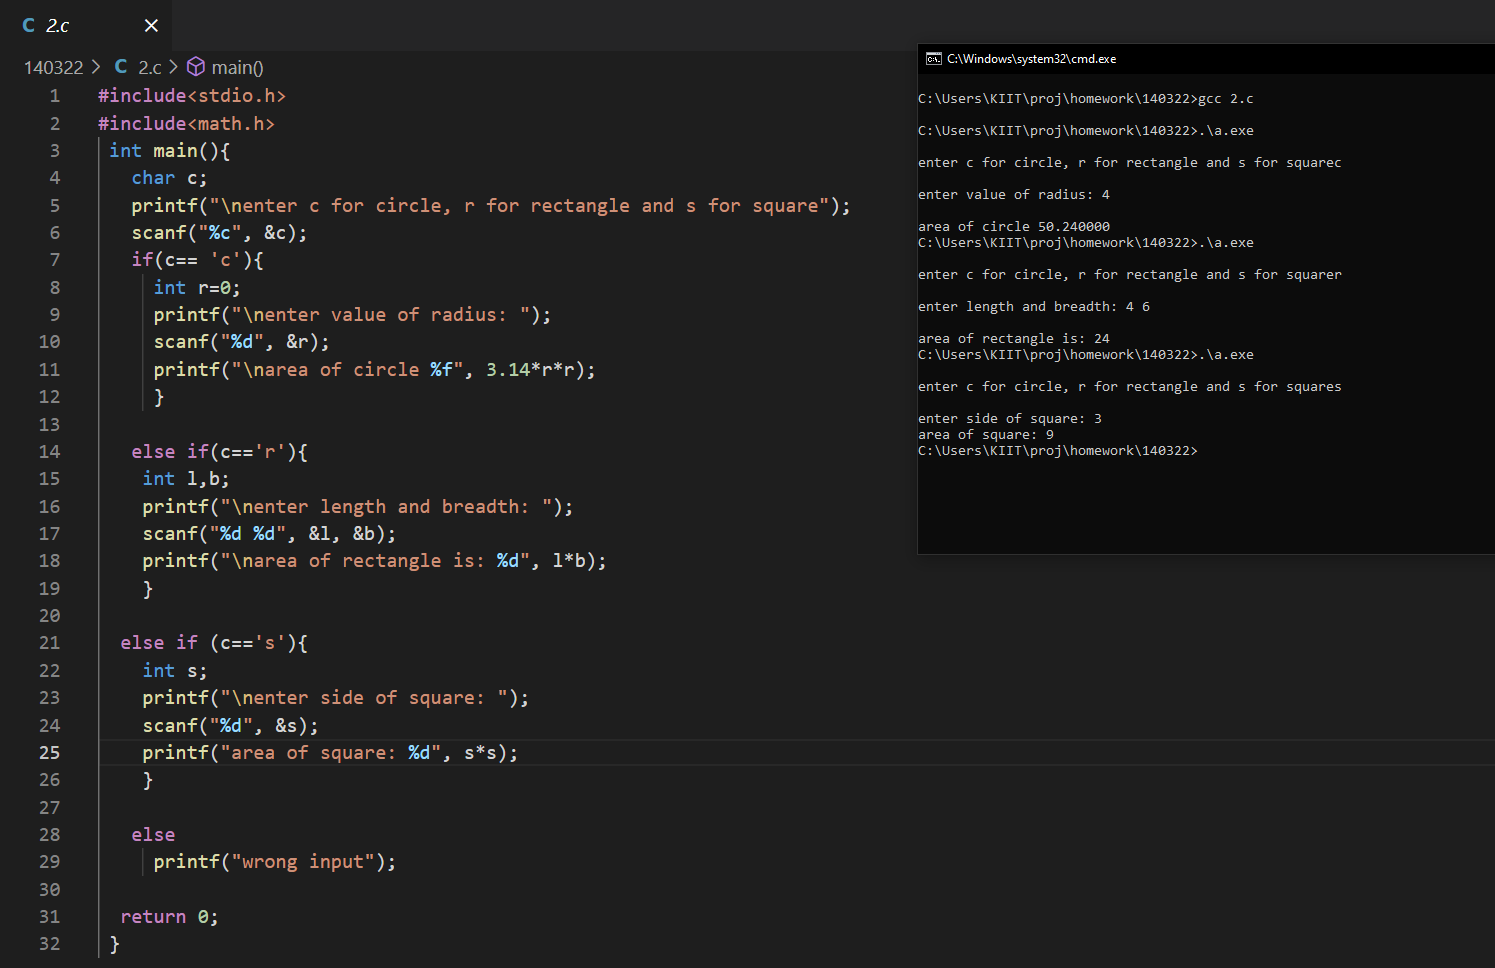 C 2.c ×
140322 > C 2.c > main()
1 #include<stdio.h>
2 #include<math.h>
3 int main(){
4 char c;
5 printf("\nenter c for circle, r for rectangle and s for square");
6 scanf("%c", &c);
7 if(c== 'c'){
8 int r=0;
9 printf("\nenter value of radius: ");
10 scanf("%d", &r);
11 printf("\narea of circle %f", 3.14*r*r);
12 }
13
14 else if(c=='r'){
15 int l,b;
16 printf("\nenter length and breadth: ");
17 scanf("%d %d", &l, &b);
18 printf("\narea of rectangle is: %d", l*b);
19 }
20
21 else if (c=='s'){
22 int s;
23 printf("\nenter side of square: ");
24 scanf("%d", &s);
25 printf("area of square: %d", s*s);
26 }
27
28 else
29 printf("wrong input");
30
31 return 0;
32 }
C:\Windows\system32\cmd.exe
C:\Users\KIIT\proj\homework\140322>gcc 2.c
C:\Users\KIIT\proj\homework\140322>.\a.exe
enter c for circle, r for rectangle and s for squarec
enter value of radius: 4
area of circle 50.240000
C:\Users\KIIT\proj\homework\140322>.\a.exe
enter c for circle, r for rectangle and s for squarer
enter length and breadth: 4 6
area of rectangle is: 24
C:\Users\KIIT\proj\homework\140322>.\a.exe
enter c for circle, r for rectangle and s for squares
enter side of square: 3
area of square: 9
C:\Users\KIIT\proj\homework\140322>